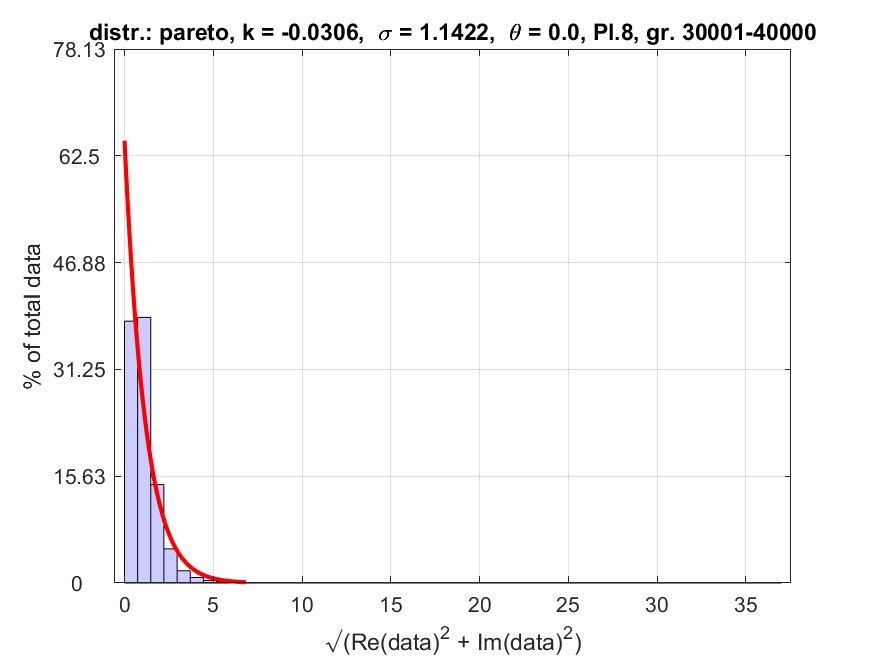 distr.: pareto, k = -0.0306, σ = 1.1422, θ = 0.0, Pl.8, gr. 30001-40000
78.13
62.5
46.88
31.25
15.63
0
% of total data
0 5 10 15 20 25 30 35
√(Re(data)² + Im(data)²)